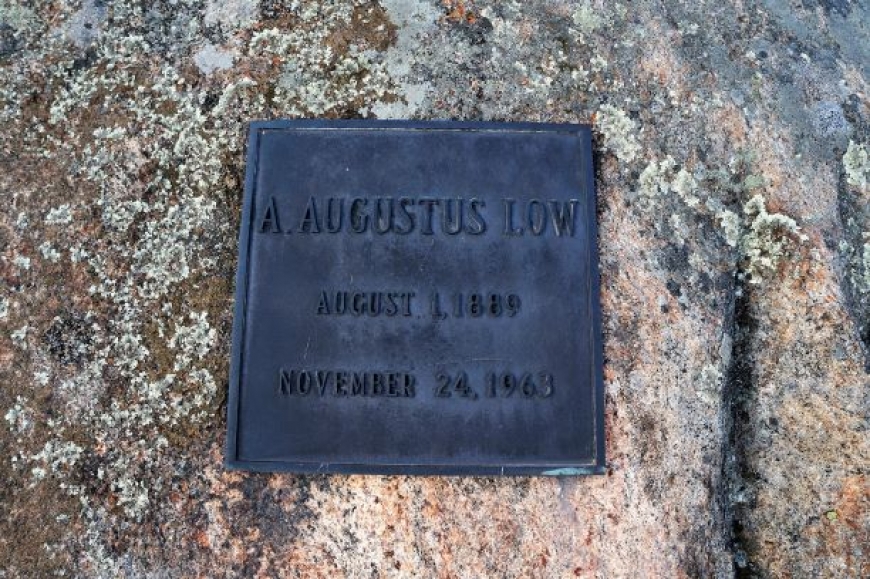 A. AUGUSTUS LOW
AUGUST 1, 1889
NOVEMBER 24, 1963